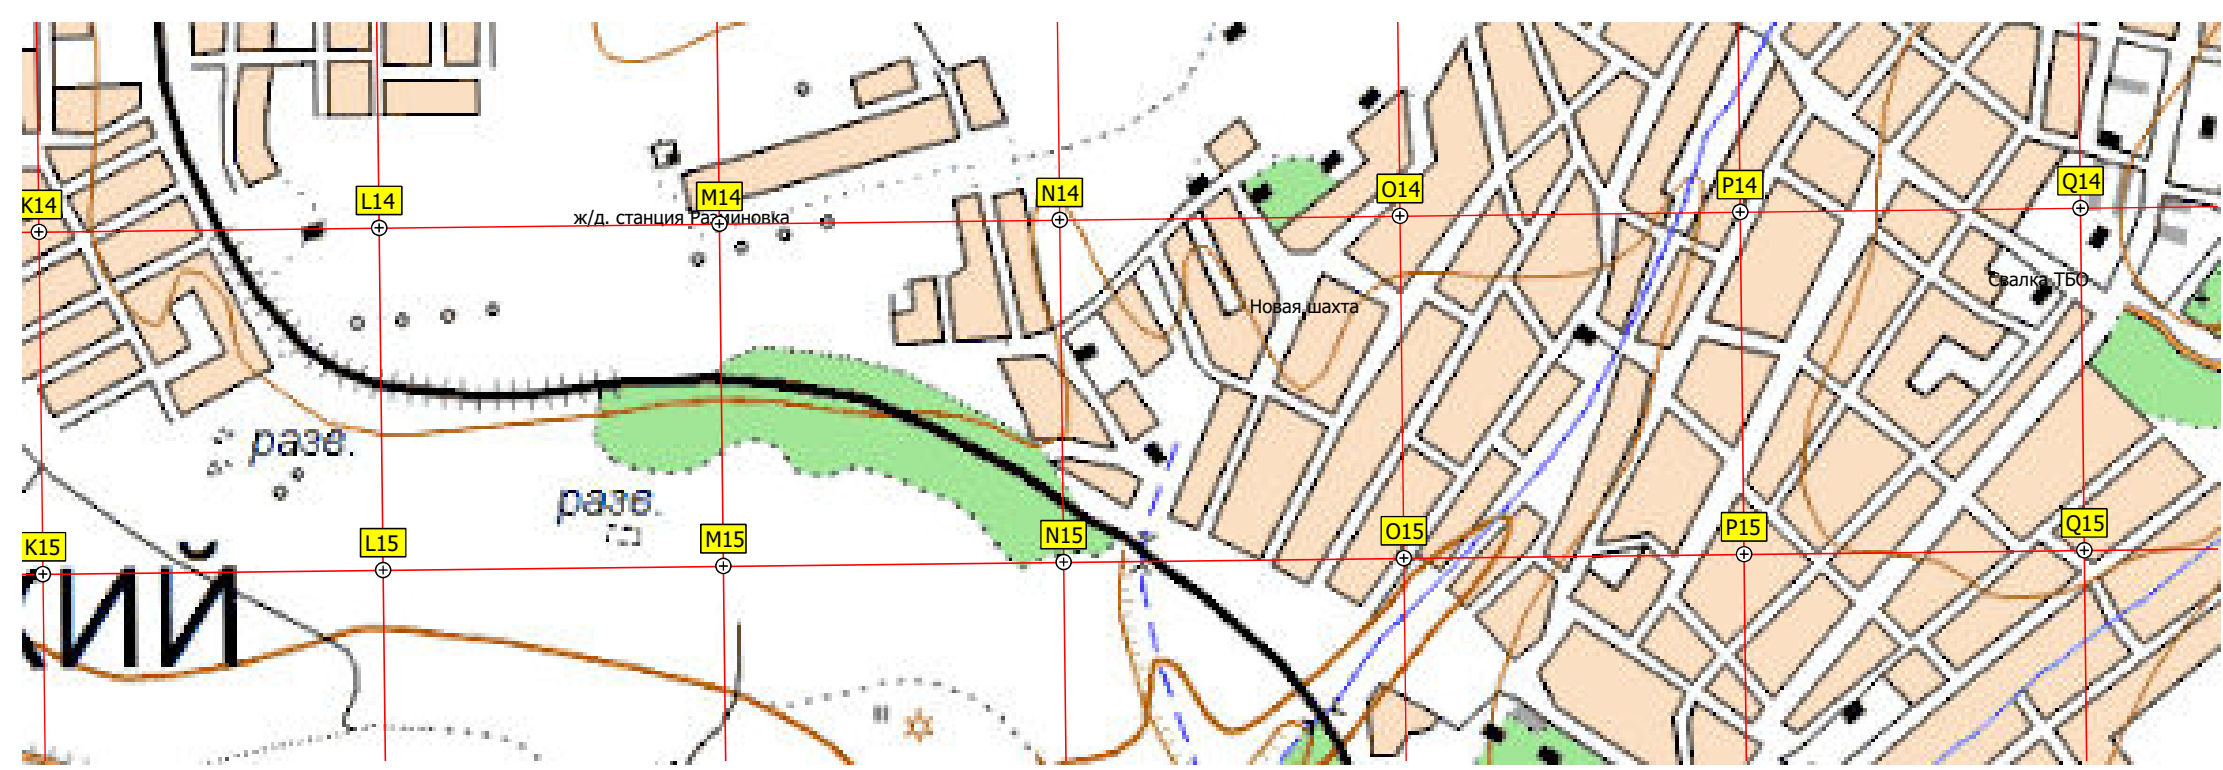 K14
L14
M14
N14
O14
P14
Q14
ж/д. станция Разминовка
Свалка ТБО
Новая шахта
разв.
разв.
K15
L15
M15
N15
O15
P15
Q15
КИЙ